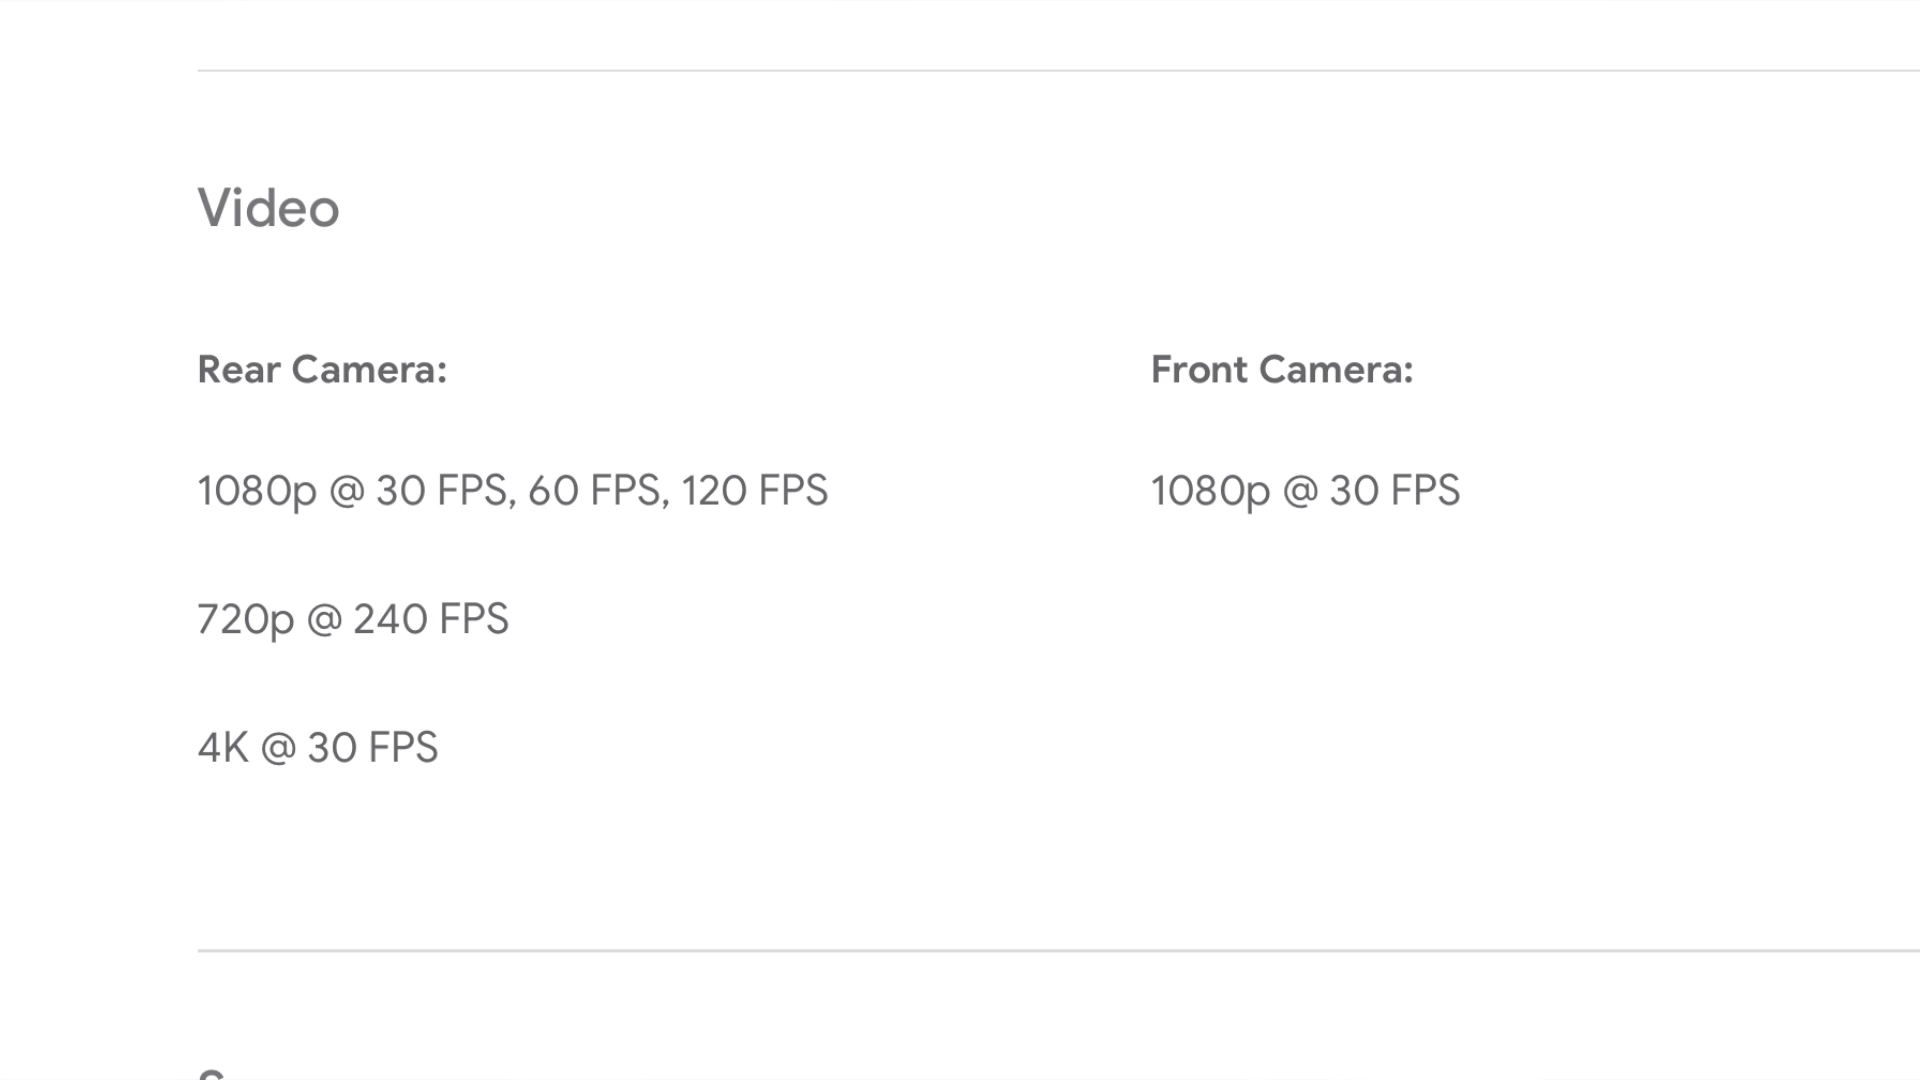 Video
Rear Camera:
1080p @ 30 FPS, 60 FPS, 120 FPS
720p @ 240 FPS
4K @ 30 FPS
Front Camera:
1080p @ 30 FPS